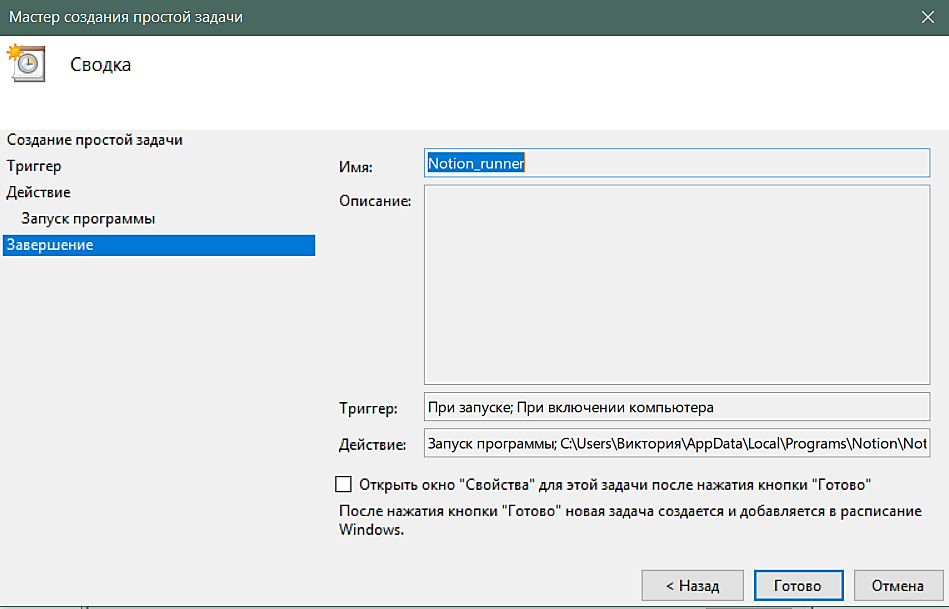 Мастер создания простой задачи
Сводка
Создание простой задачи
Триггер
Действие
Запуск программы
Завершение
Имя: Notion_runner
Описание:
Триггер: При запуске; При включении компьютера
Действие: Запуск программы; C:\Users\Виктория\AppData\Local\Programs\Notion\Not
Открыть окно "Свойства" для этой задачи после нажатия кнопки "Готово"
После нажатия кнопки "Готово" новая задача создается и добавляется в расписание
Windows.
< Назад Готово Отмена